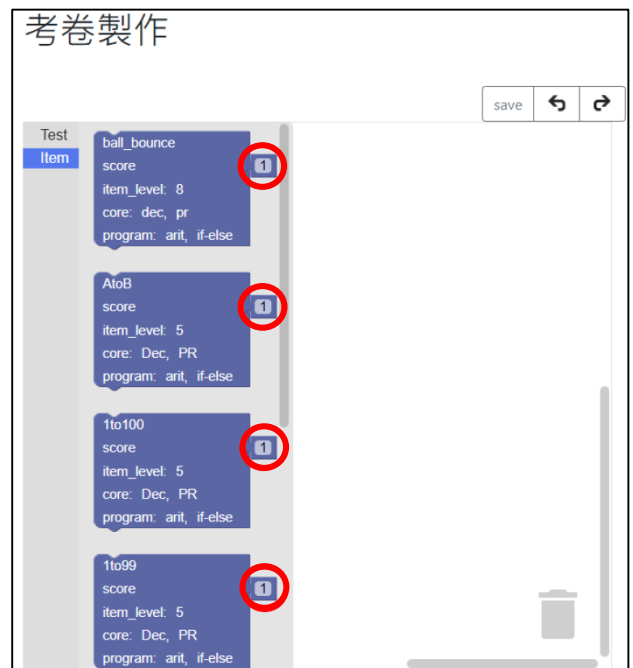 考卷製作
save
Test
Item
ball_bounce
score 1
item_level: 8
core: dec, pr
program: arit, if-else
AtoB
score 1
item_level: 5
core: Dec, PR
program: arit, if-else
1to100
score 1
item_level: 5
core: Dec, PR
program: arit, if-else
1to99
score 1
item_level: 5
core: Dec, PR
program: arit, if-else